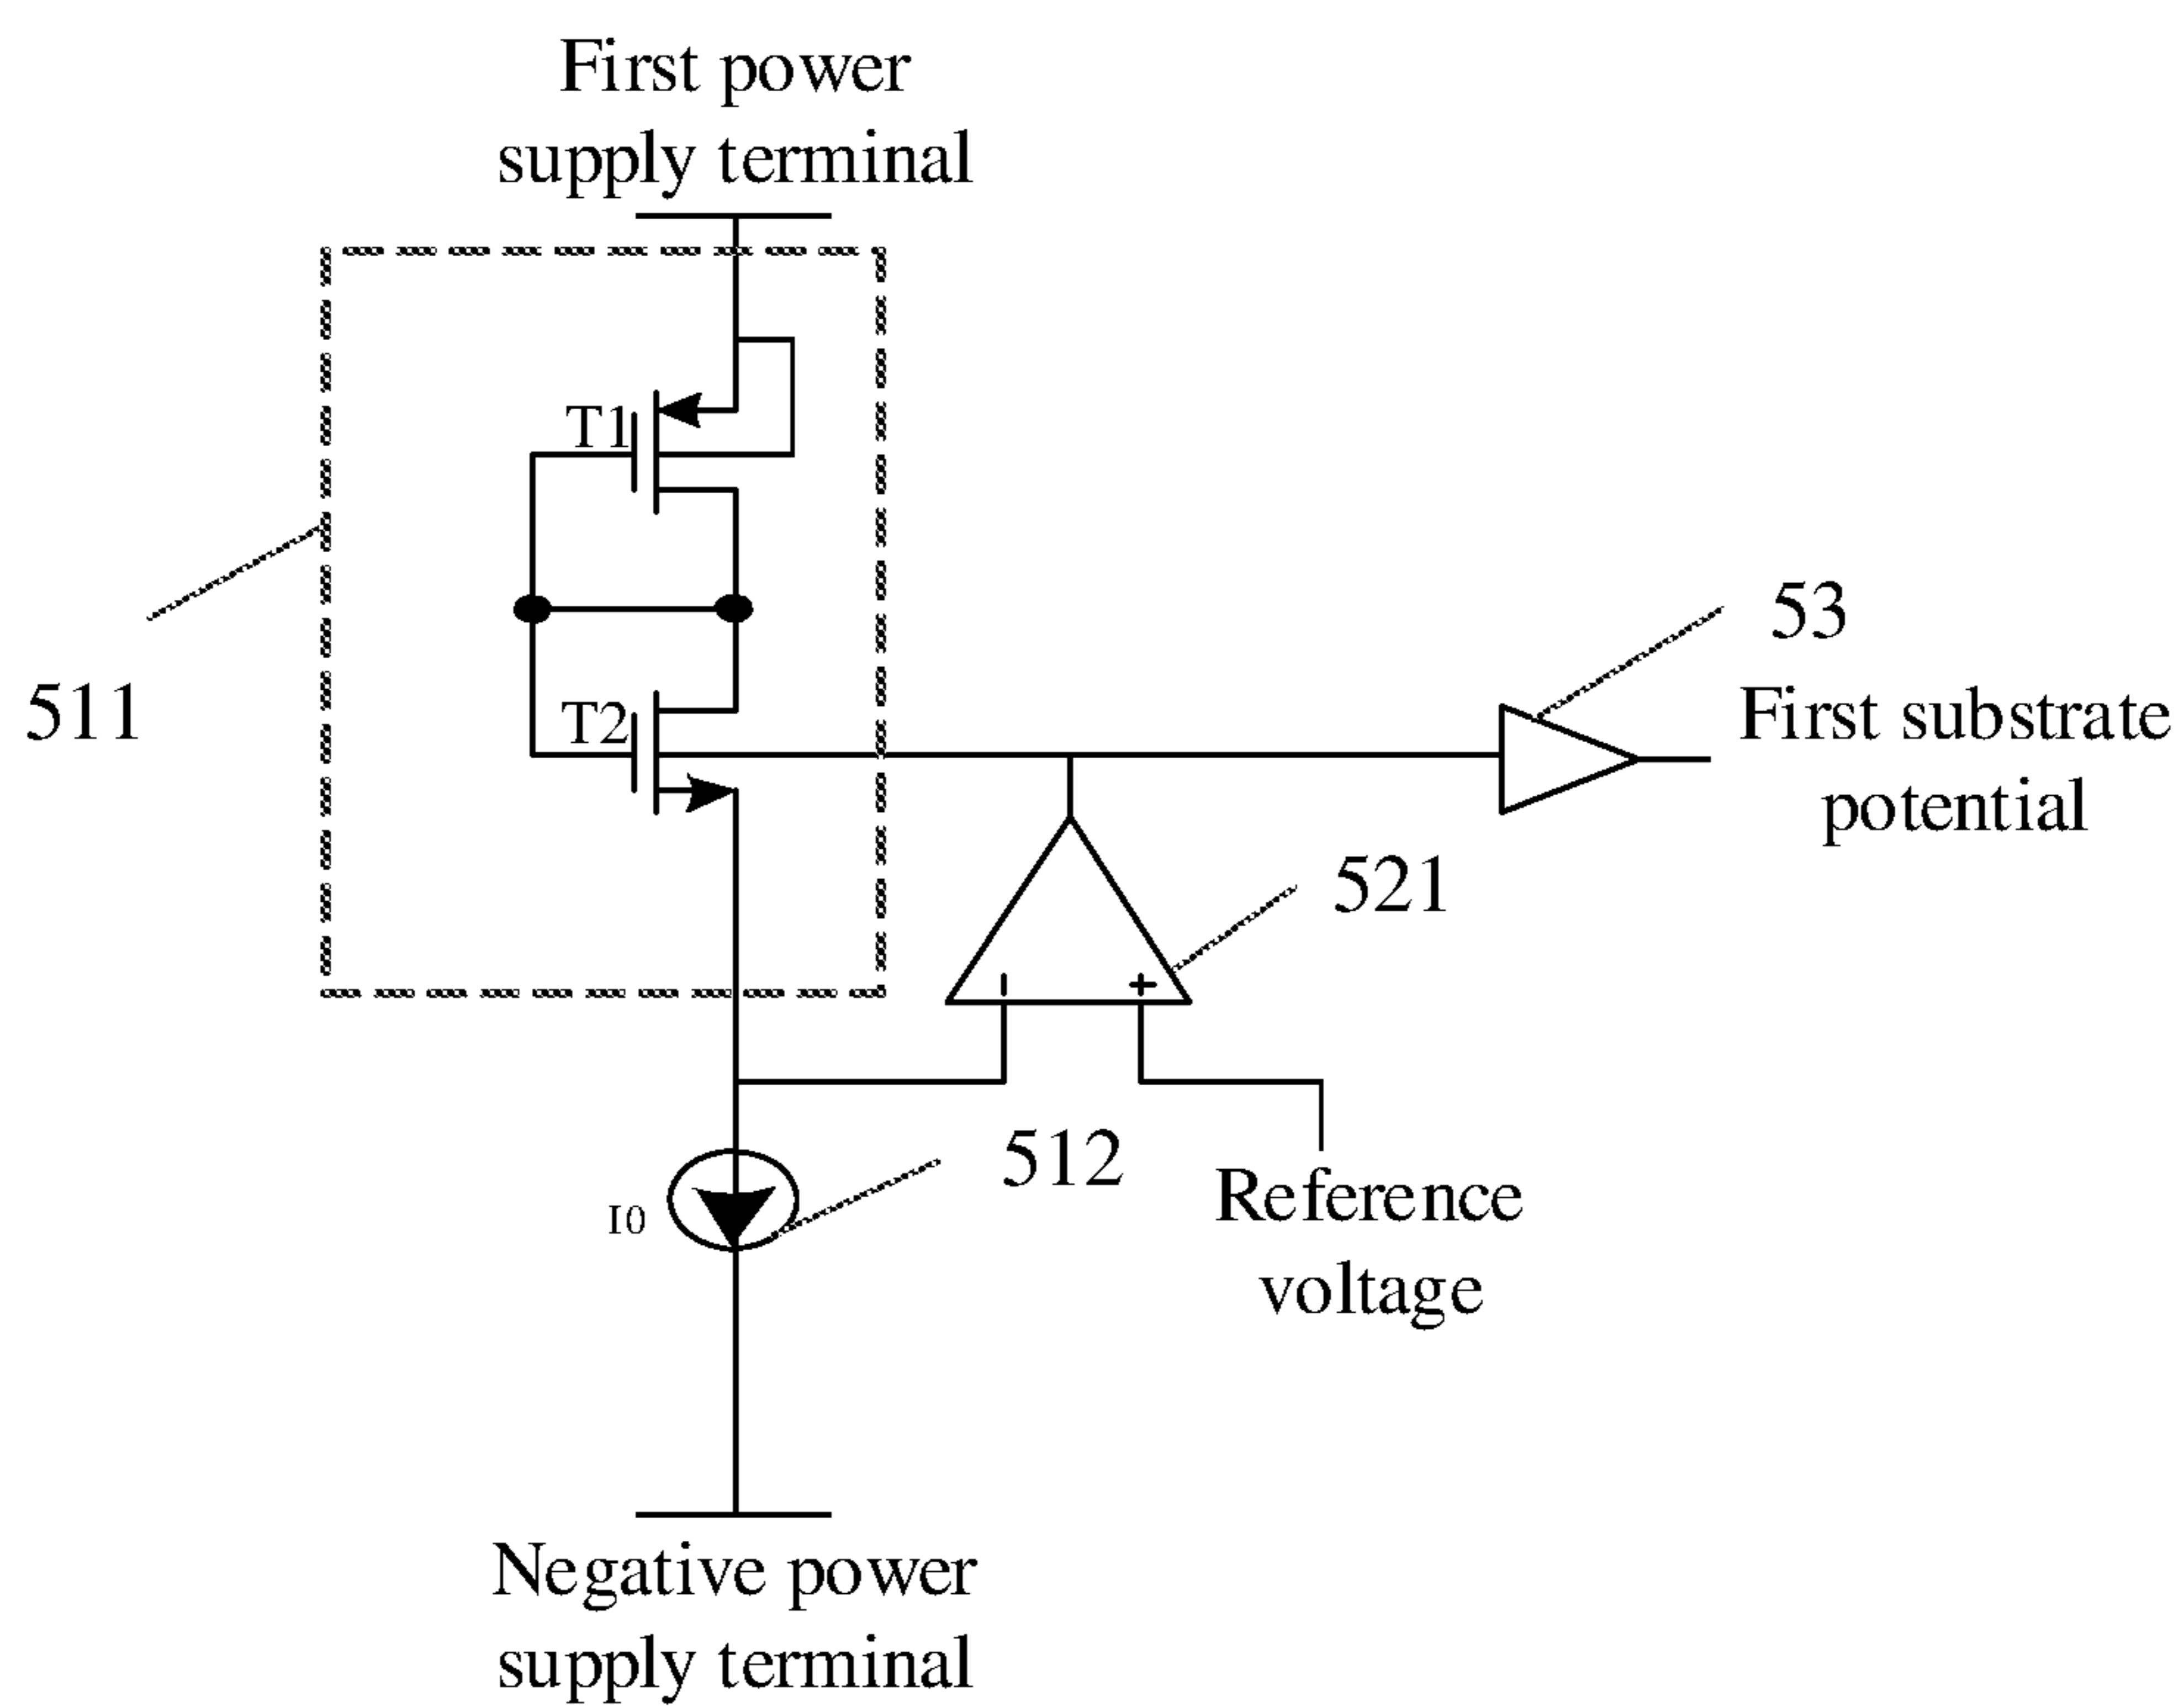 First power
supply terminal
T1
53
511
T2
First substrate
potential
521
- +
512
I0
Reference
voltage
Negative power
supply terminal